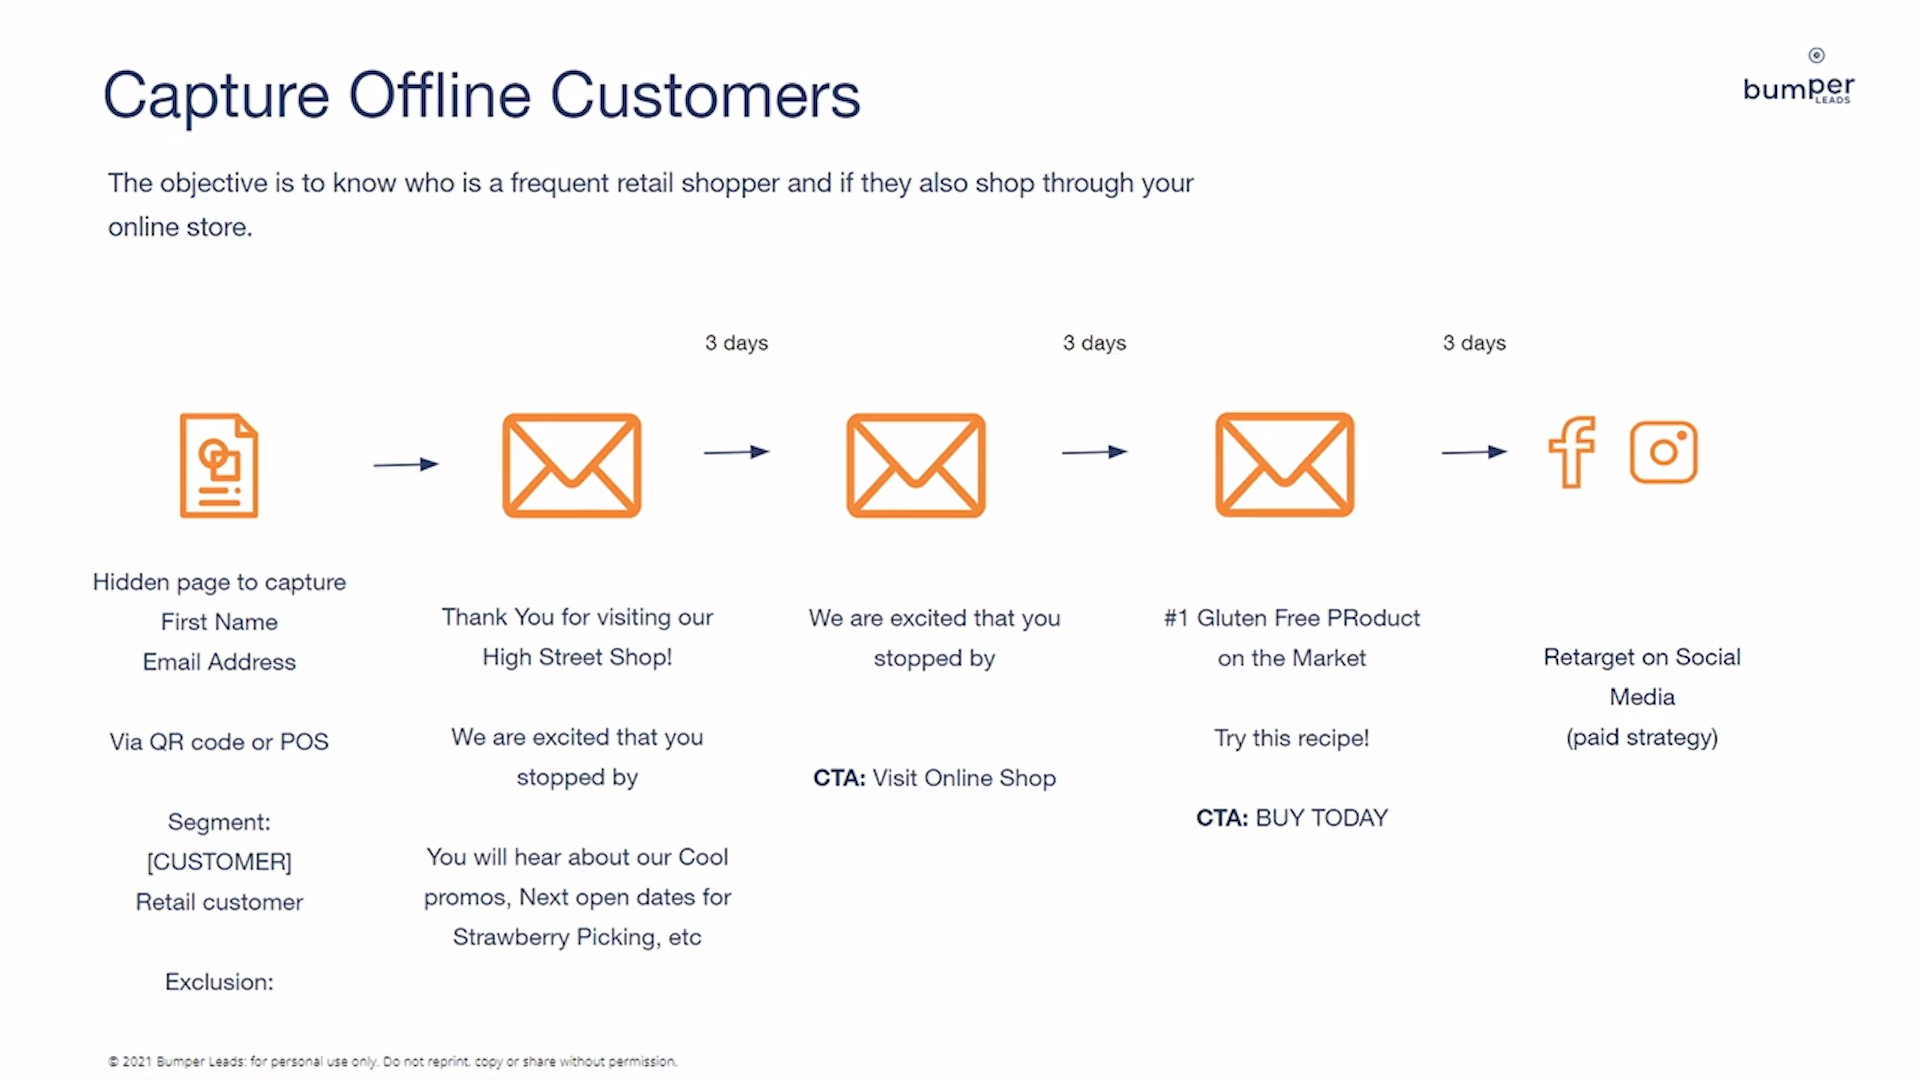 Capture Offline Customers
bumper
LEADS
The objective is to know who is a frequent retail shopper and if they also shop through your
online store.
3 days
3 days
3 days
Hidden page to capture
First Name
Email Address
Via QR code or POS
Segment:
[CUSTOMER]
Retail customer
Exclusion:
Thank You for visiting our
High Street Shop!
We are excited that you
stopped by
You will hear about our Cool
promos, Next open dates for
Strawberry Picking, etc
We are excited that you
stopped by
CTA: Visit Online Shop
#1 Gluten Free PRoduct
on the Market
Try this recipe!
CTA: BUY TODAY
Retarget on Social
Media
(paid strategy)
© 2021 Bumper Leads: for personal use only. Do not reprint, copy or share without permission.